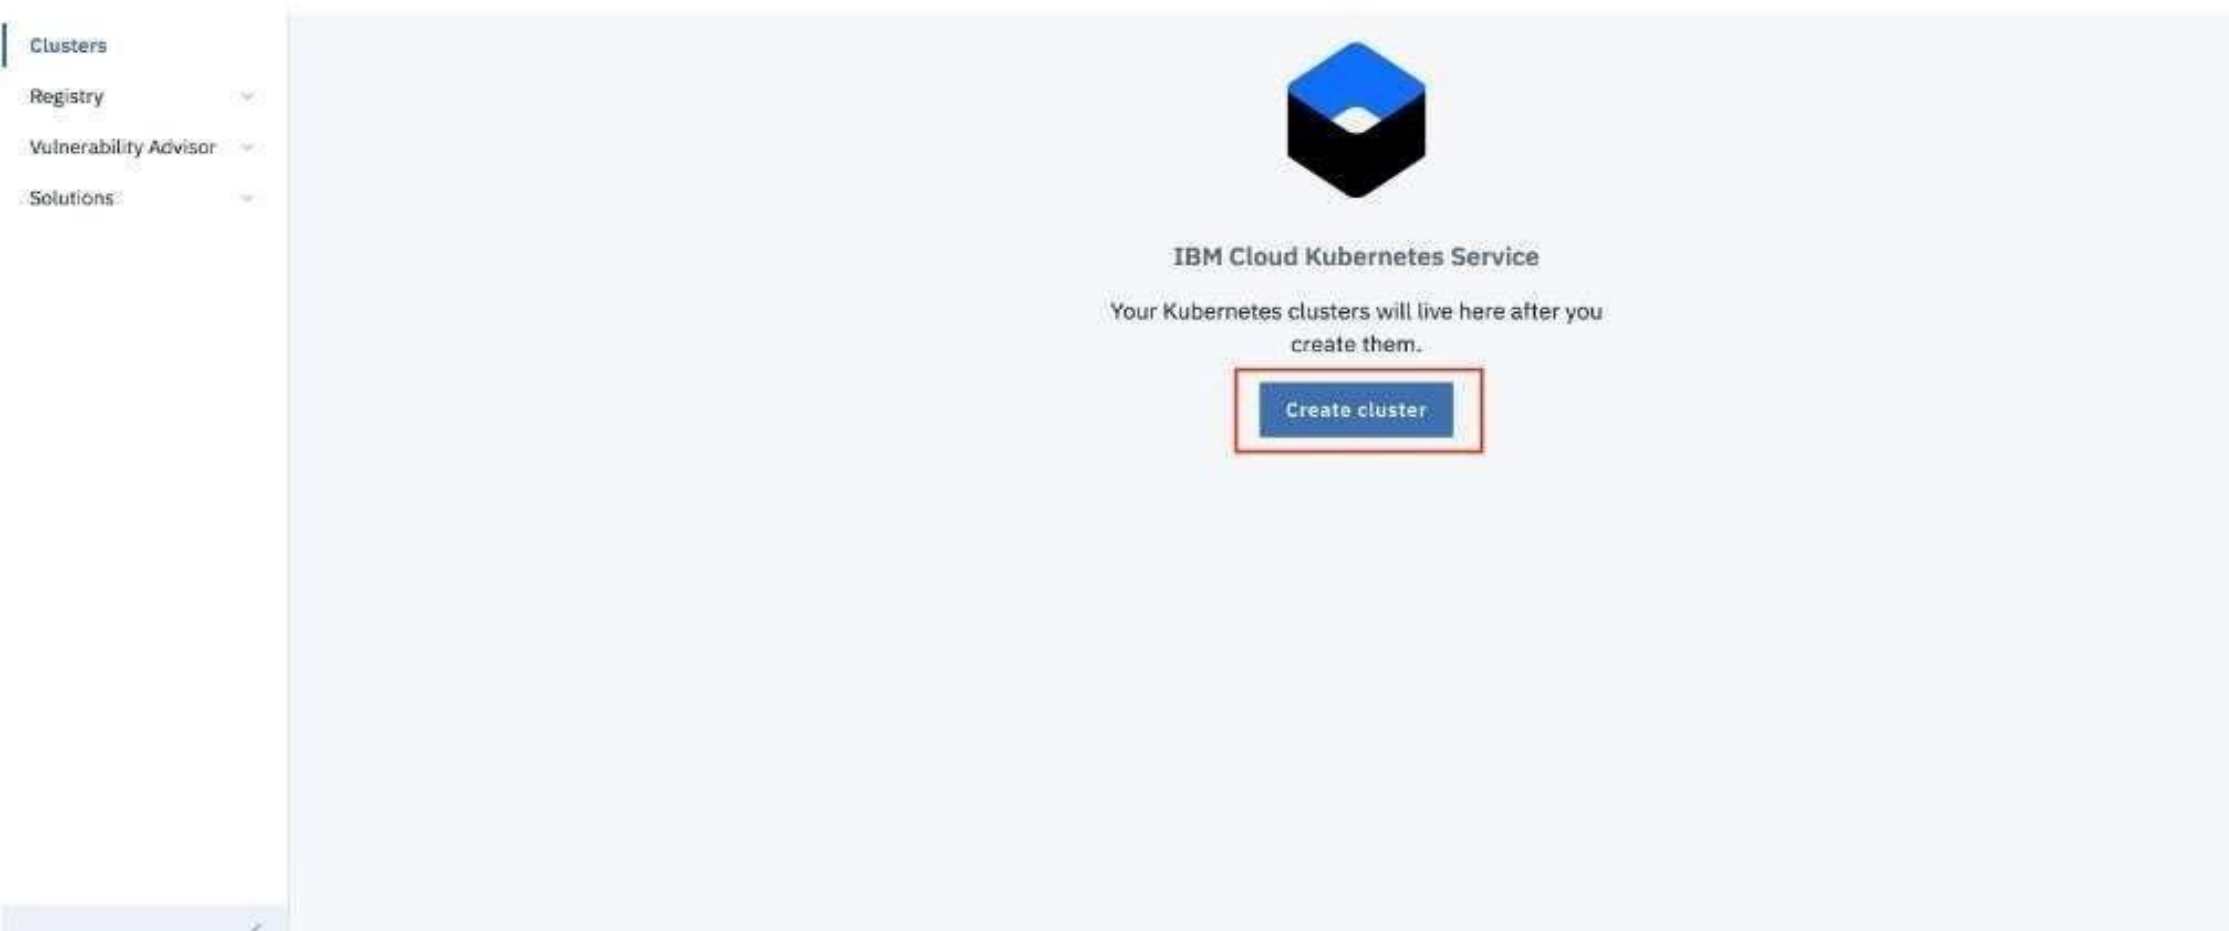 Clusters
Registry
Vulnerability Advisor
Solutions
IBM Cloud Kubernetes Service
Your Kubernetes clusters will live here after you
create them.
Create cluster